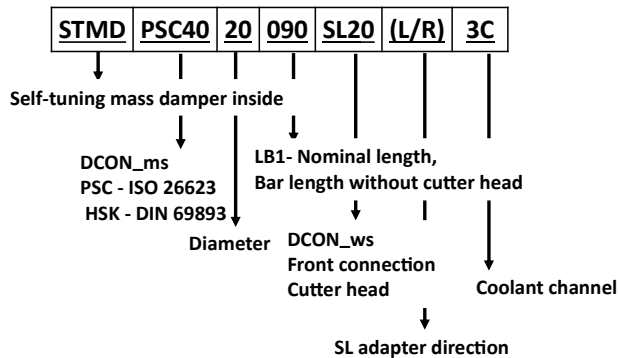 STMD PSC40 20 090 SL20 (L/R) 3C
Self-tuning mass damper inside
DCON_ms
PSC - ISO 26623
HSK - DIN 69893
LB1- Nominal length,
Bar length without cutter head
Diameter
DCON_ws
Front connection
Cutter head
Coolant channel
SL adapter direction